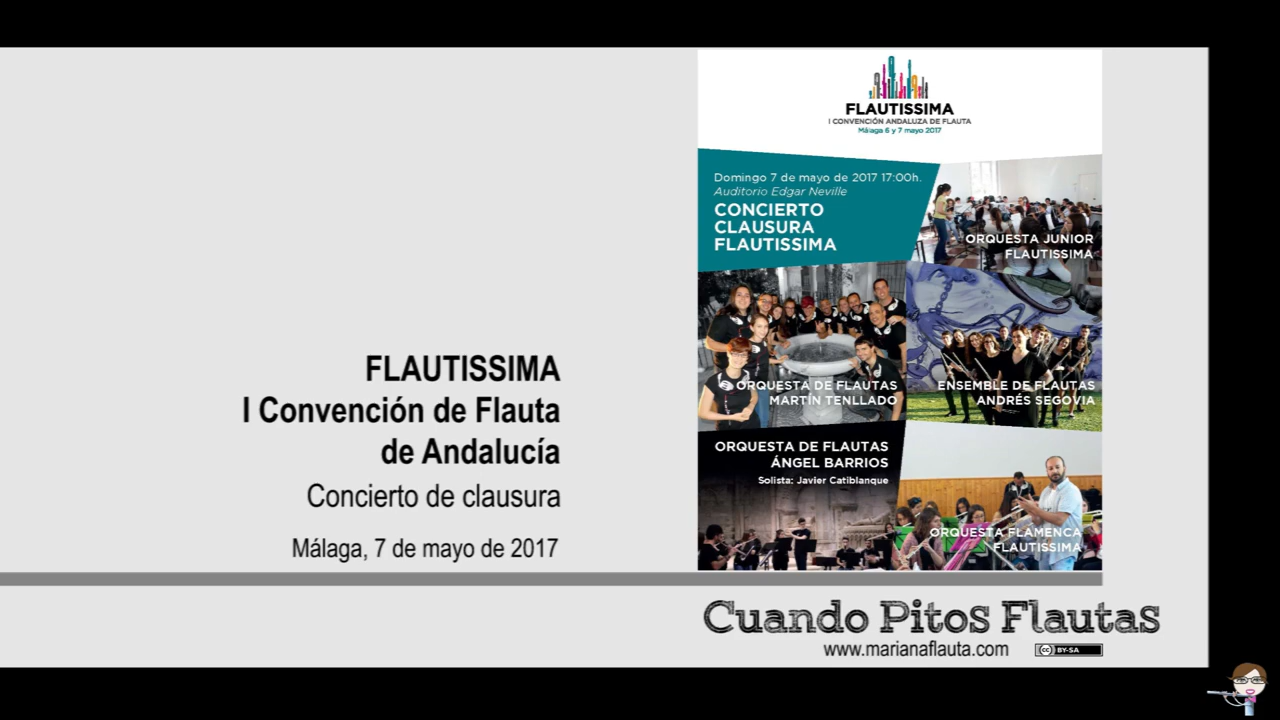 FLAUTISSIMA
I Convención de Flauta
de Andalucía
Concierto de clausura
Málaga, 7 de mayo de 2017
FLAUTISSIMA
I CONVENCIÓN ANDALUZA DE FLAUTA
Málaga 6 y 7 mayo 2017
Domingo 7 de mayo de 2017 17:00h.
Auditorio Edgar Neville
CONCIERTO
CLAUSURA
FLAUTISSIMA
ORQUESTA JUNIOR
FLAUTISSIMA
ORQUESTA DE FLAUTAS
MARTÍN TENLLADO
ENSEMBLE DE FLAUTAS
ANDRÉS SEGOVIA
ORQUESTA DE FLAUTAS
ÁNGEL BARRIOS
Solista: Javier Catiblanque
ORQUESTA FLAMENCA
FLAUTISSIMA
Cuando Pitos Flautas
www.marianaflauta.com
cc BY-SA